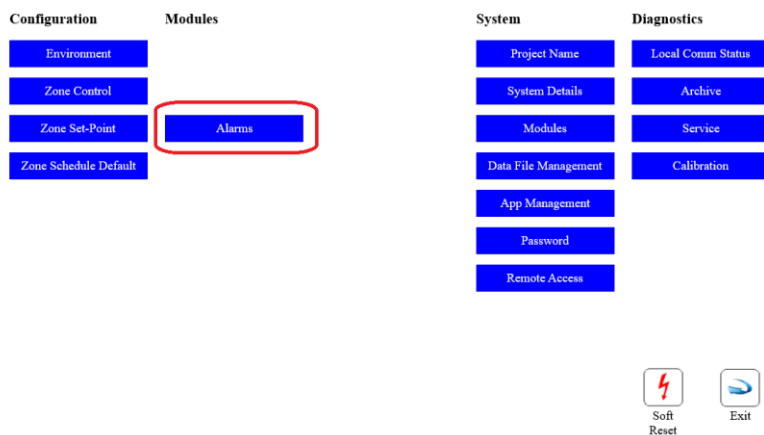 Configuration
Modules
System
Diagnostics
Environment
Project Name
Local Comm Status
Zone Control
System Details
Archive
Zone Set-Point
Alarms
Modules
Service
Zone Schedule Default
Data File Management
Calibration
App Management
Password
Remote Access
Soft
Reset
Exit